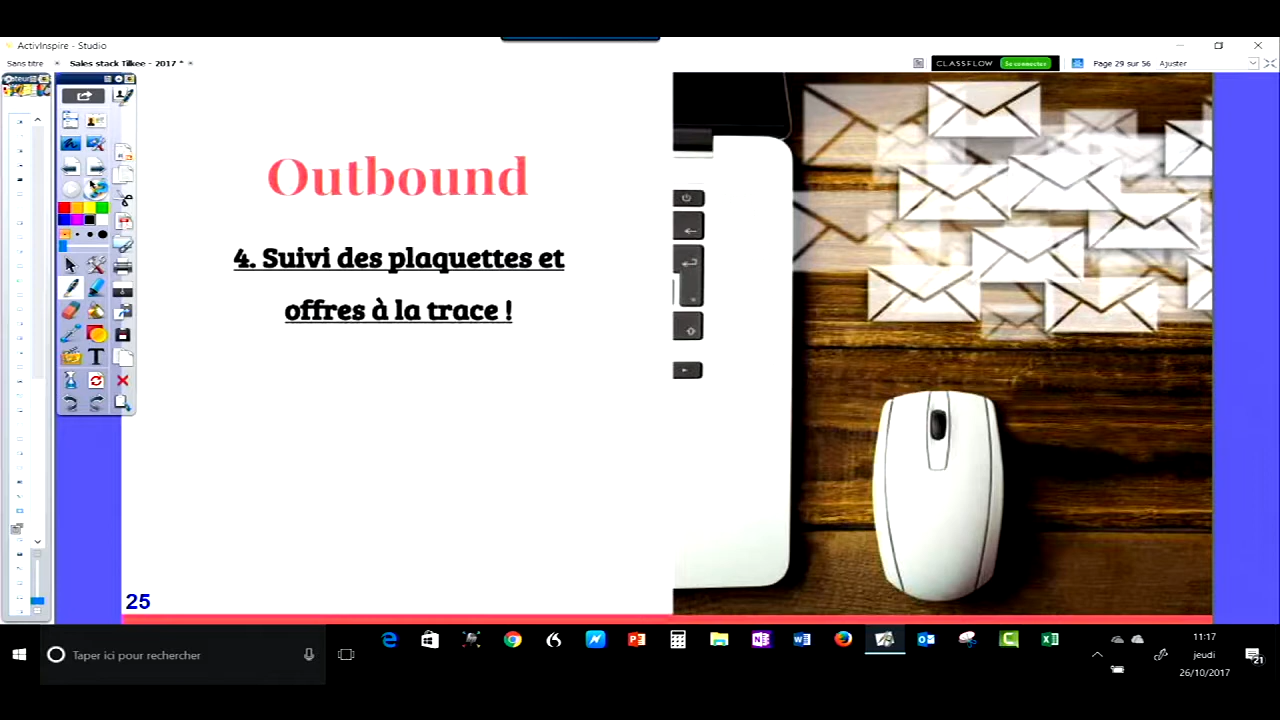 ActivInspire - Studio
Sans titre
Sales stack Tilkee - 2017 *
CLASSFLOW
Se connecter
Page 29 sur 56
Ajuster
Outbound
4. Suivi des plaquettes et
offres à la trace !
25
Taper ici pour rechercher
11:17
jeudi
26/10/2017
21